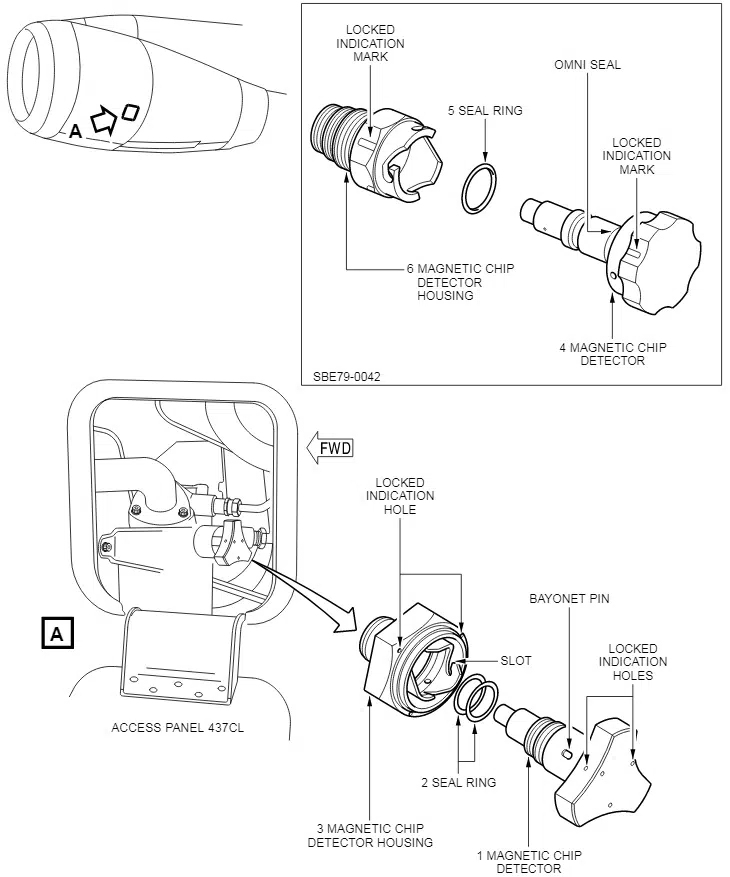 LOCKED
INDICATION
MARK
OMNI SEAL
5 SEAL RING
LOCKED
INDICATION
MARK
A
6 MAGNETIC CHIP
DETECTOR
HOUSING
4 MAGNETIC CHIP
DETECTOR
SBE79-0042
FWD
LOCKED
INDICATION
HOLE
BAYONET PIN
A
SLOT
LOCKED
INDICATION
HOLES
ACCESS PANEL 437CL
2 SEAL RING
3 MAGNETIC CHIP
DETECTOR HOUSING
1 MAGNETIC CHIP
DETECTOR